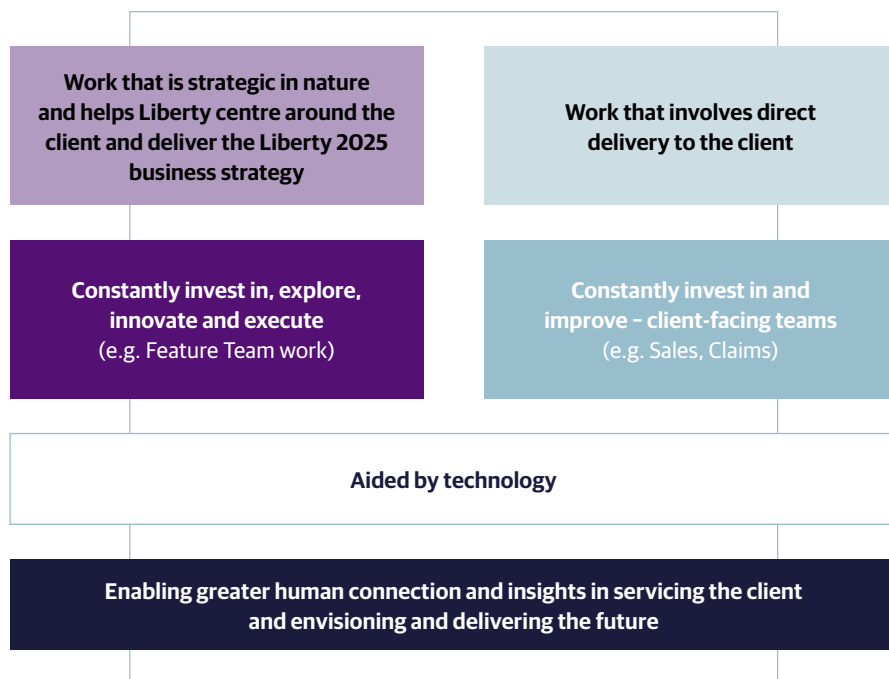 Work that is strategic in nature
and helps Liberty centre around the
client and deliver the Liberty 2025
business strategy
Work that involves direct
delivery to the client
Constantly invest in, explore,
innovate and execute
(e.g. Feature Team work)
Constantly invest in and
improve – client-facing teams
(e.g. Sales, Claims)
Aided by technology
Enabling greater human connection and insights in servicing the client
and envisioning and delivering the future